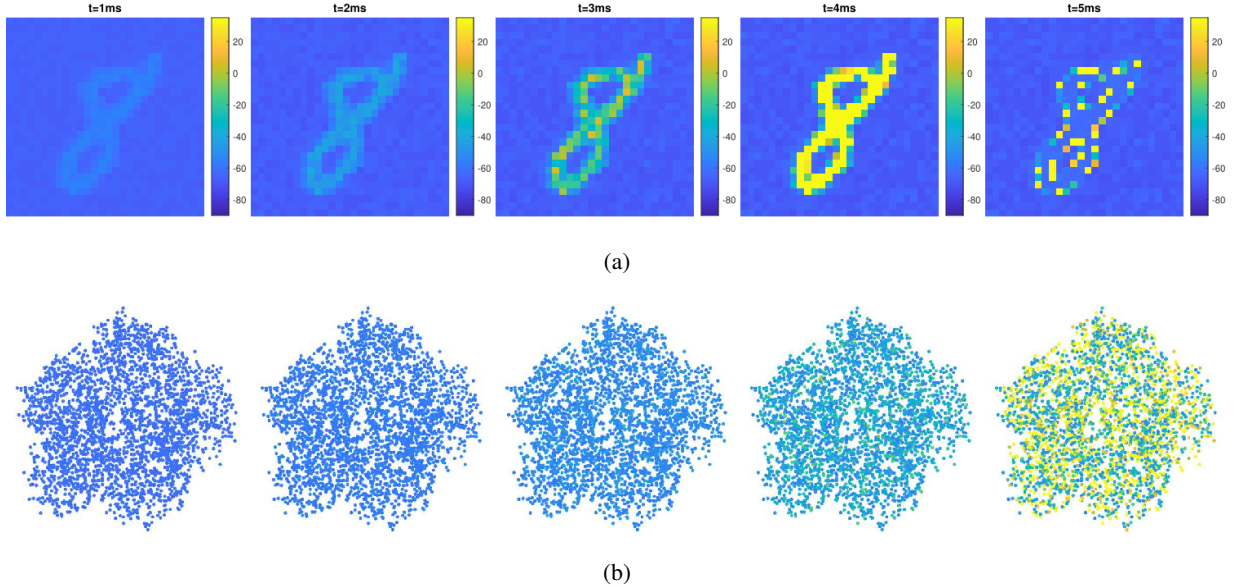 t=1ms t=2ms t=3ms t=4ms t=5ms
20 20 20 20 20
0 0 0 0 0
-20 -20 -20 -20 -20
-40 -40 -40 -40 -40
-60 -60 -60 -60 -60
-80 -80 -80 -80 -80
(a)
(b)